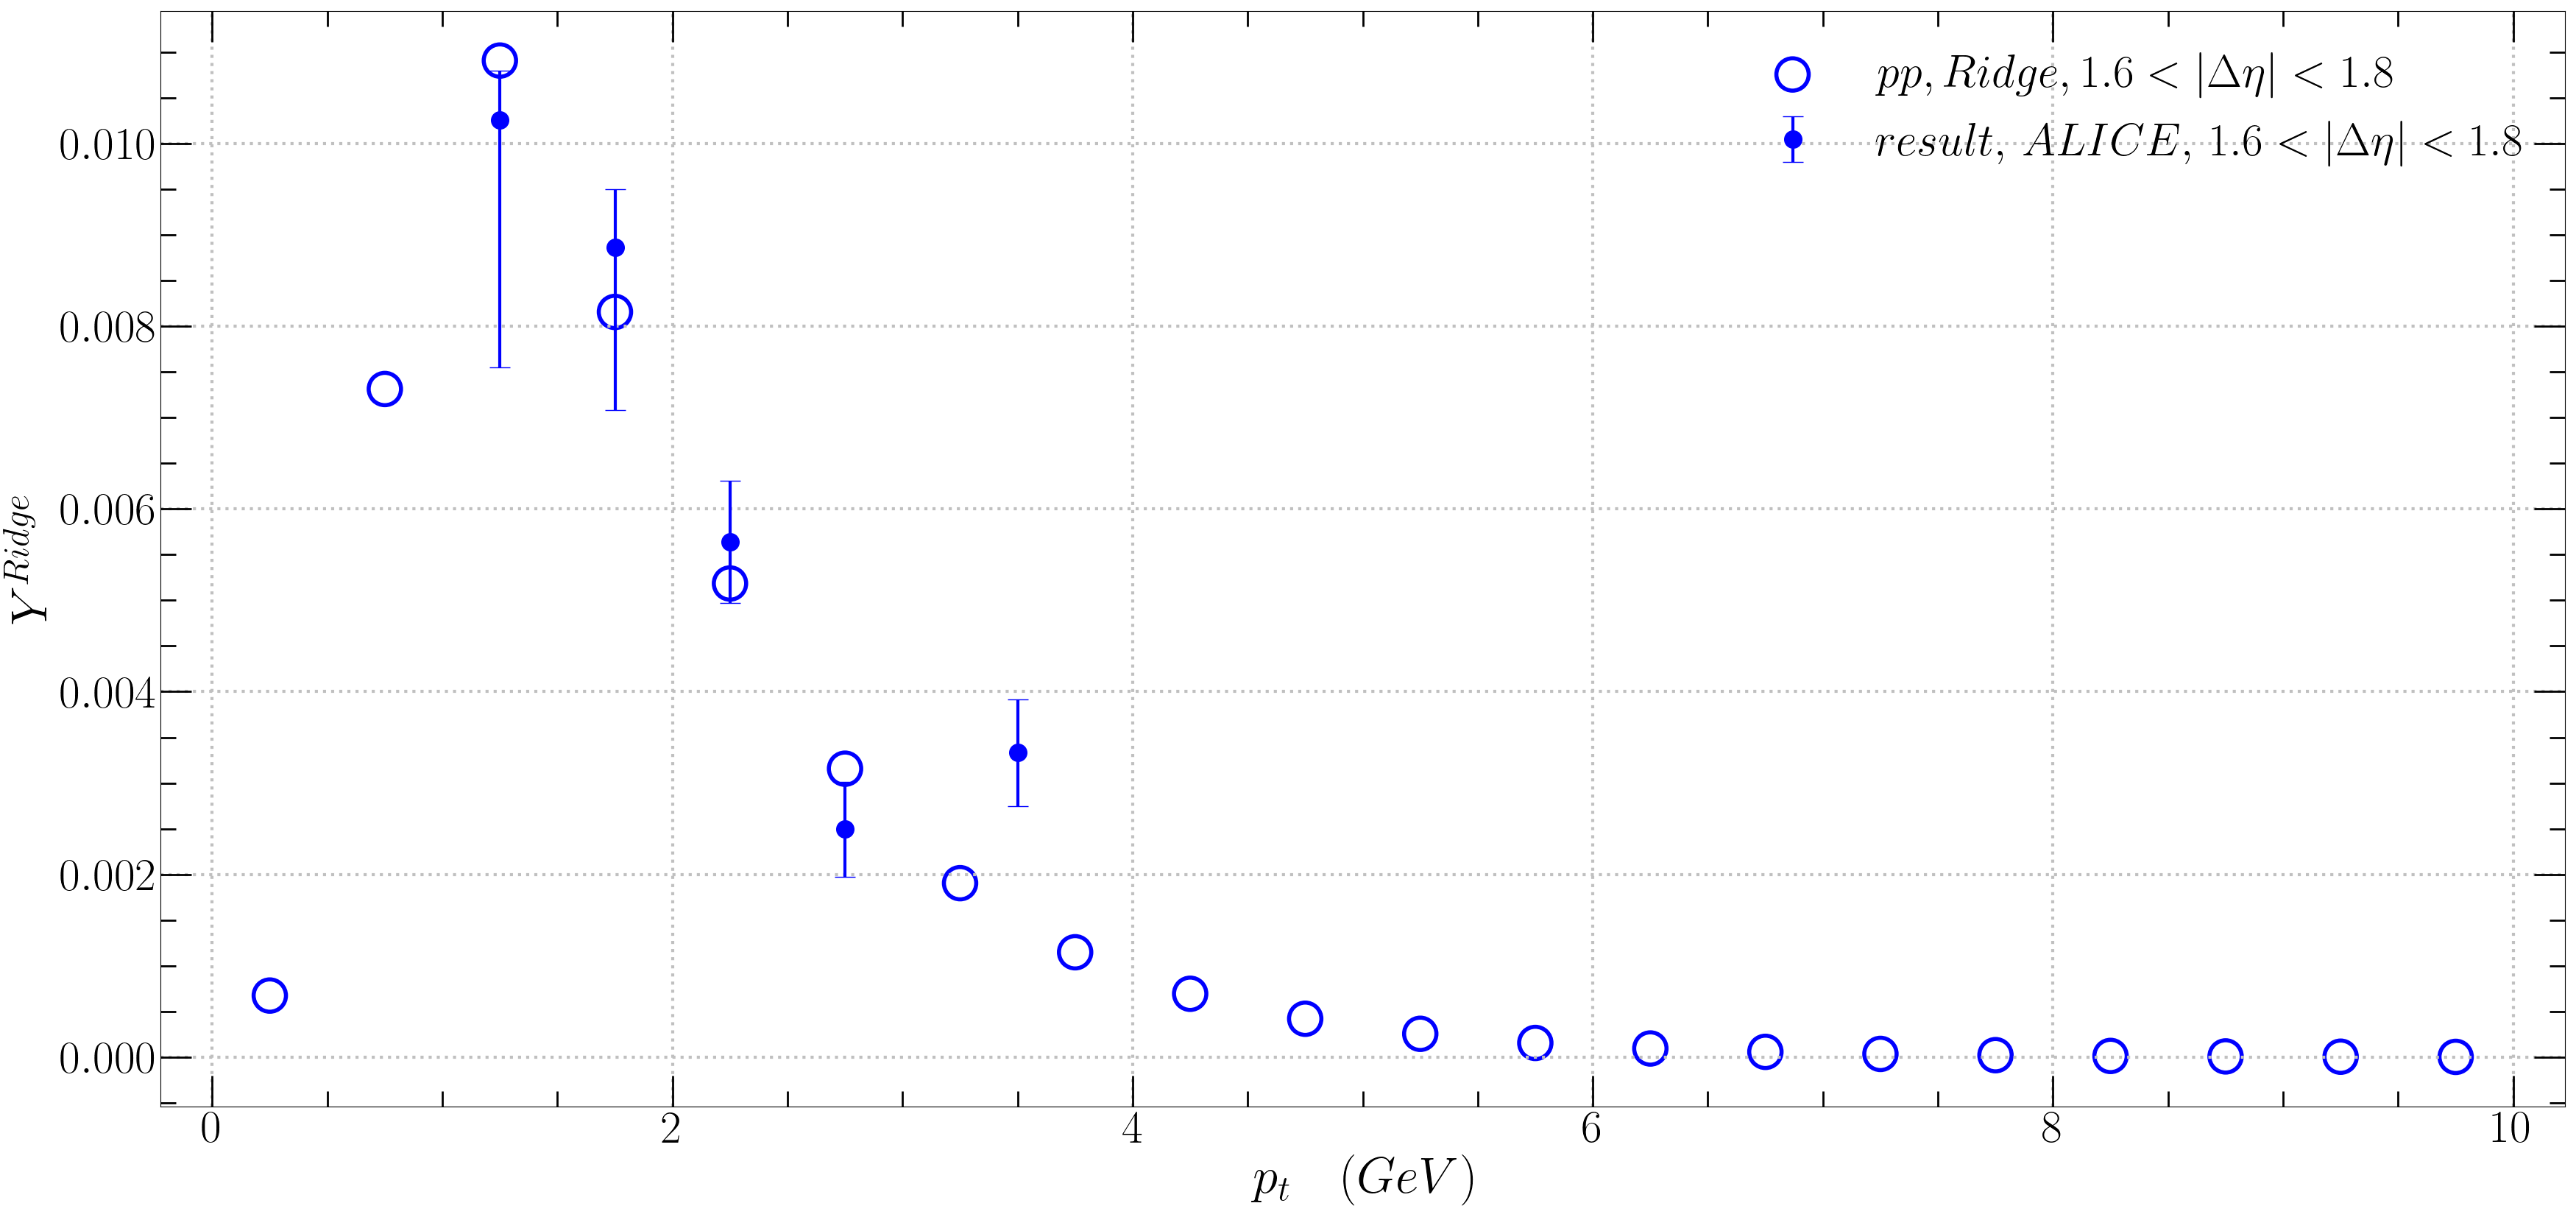 pp, Ridge, 1.6 < |Δη| < 1.8
result, ALICE, 1.6 < |Δη| < 1.8
0.010
0.008
0.006
0.004
0.002
0.000
Y^{Ridge}
0 2 4 6 8 10
p_t (GeV)